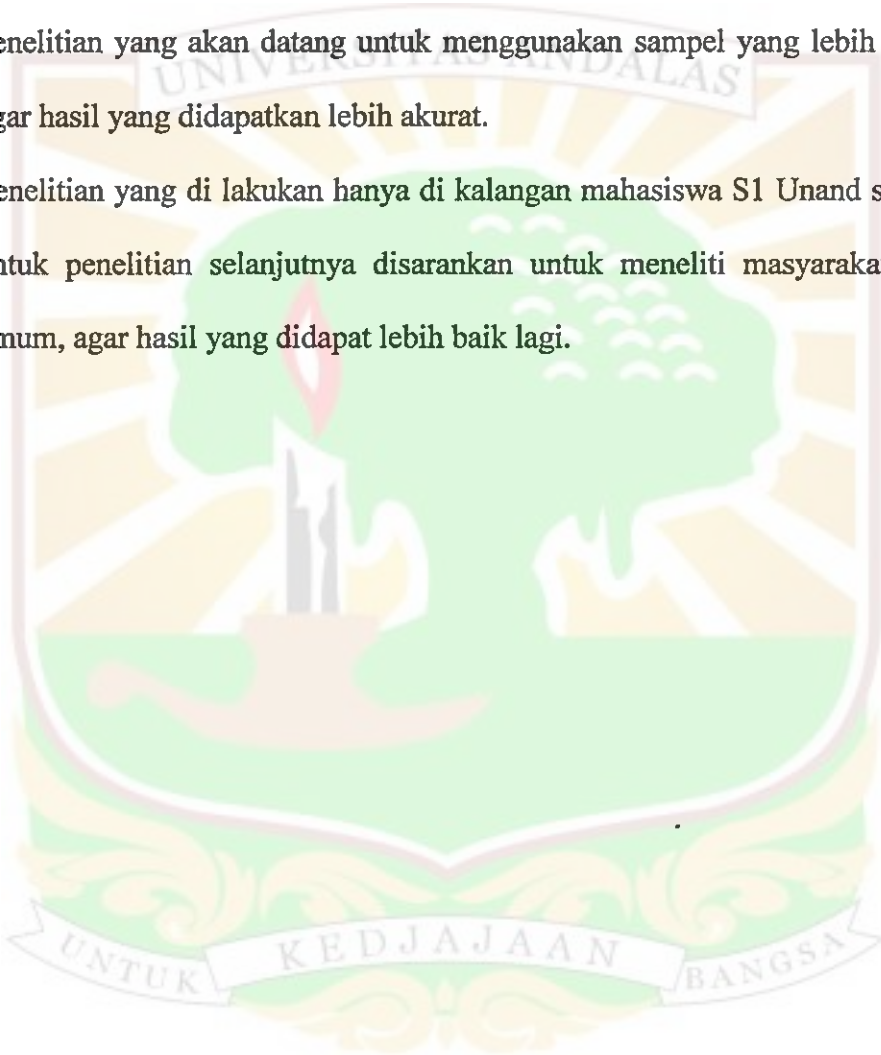 enelitian yang akan datang untuk menggunakan sampel yang lebih
UNIVERSITAS ANDALAS
gar hasil yang didapatkan lebih akurat.
enelitian yang di lakukan hanya di kalangan mahasiswa S1 Unand s
ntuk penelitian selanjutnya disarankan untuk meneliti masyaraka
mum, agar hasil yang didapat lebih baik lagi.
UNTUK KEDJAJAAN BANGSA